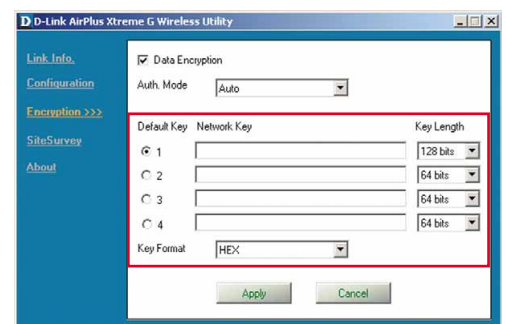 D D-Link AirPlus Xtreme G Wireless Utility
Link Info.
Configuration
Encryption >>>
SiteSurvey
About
Data Encryption
Auth. Mode Auto
Default Key Network Key Key Length
1 128 bits
2 64 bits
3 64 bits
4 64 bits
Key Format HEX
Apply Cancel